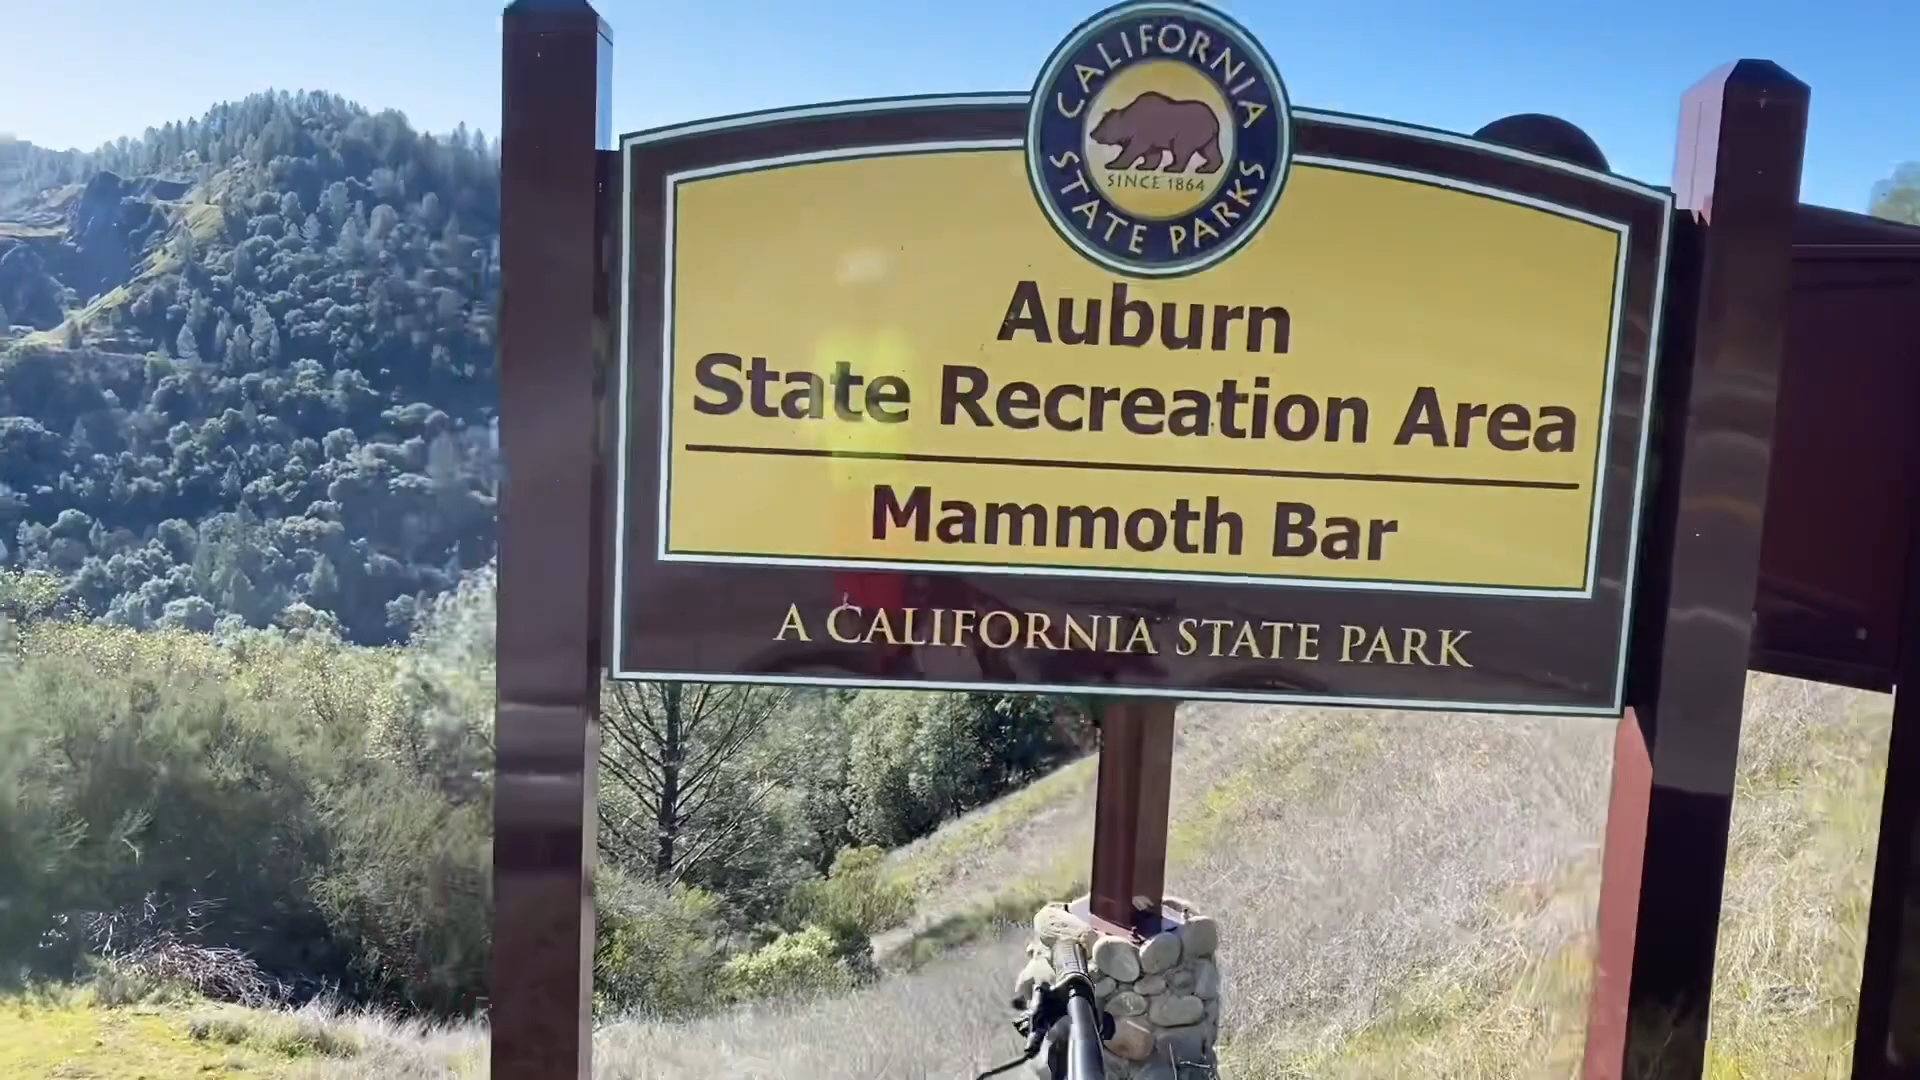 CALIFORNIA
SINCE 1864
STATE PARKS
Auburn
State Recreation Area
Mammoth Bar
A CALIFORNIA STATE PARK